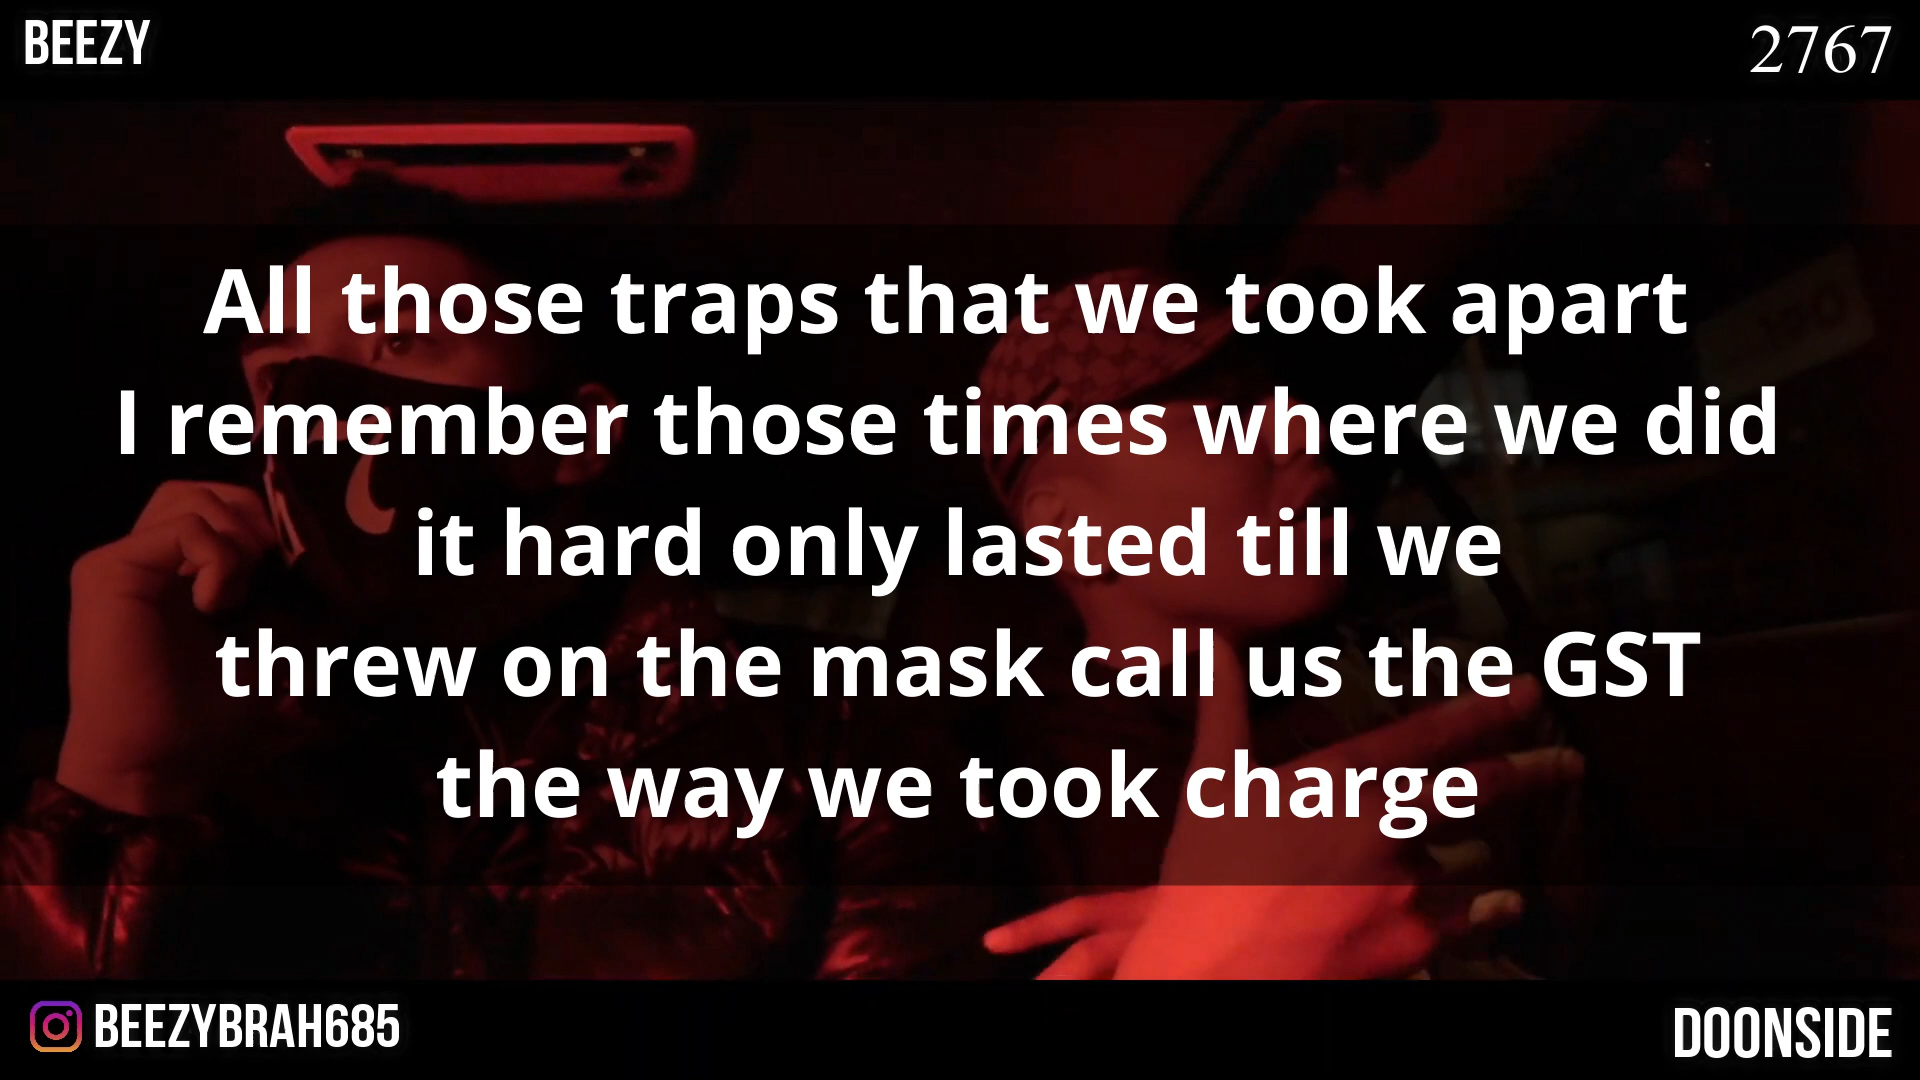 BEEZY
2767
All those traps that we took apart
I remember those times where we did
it hard only lasted till we
threw on the mask call us the GST
the way we took charge
BEEZYBRAH685
DOONSIDE